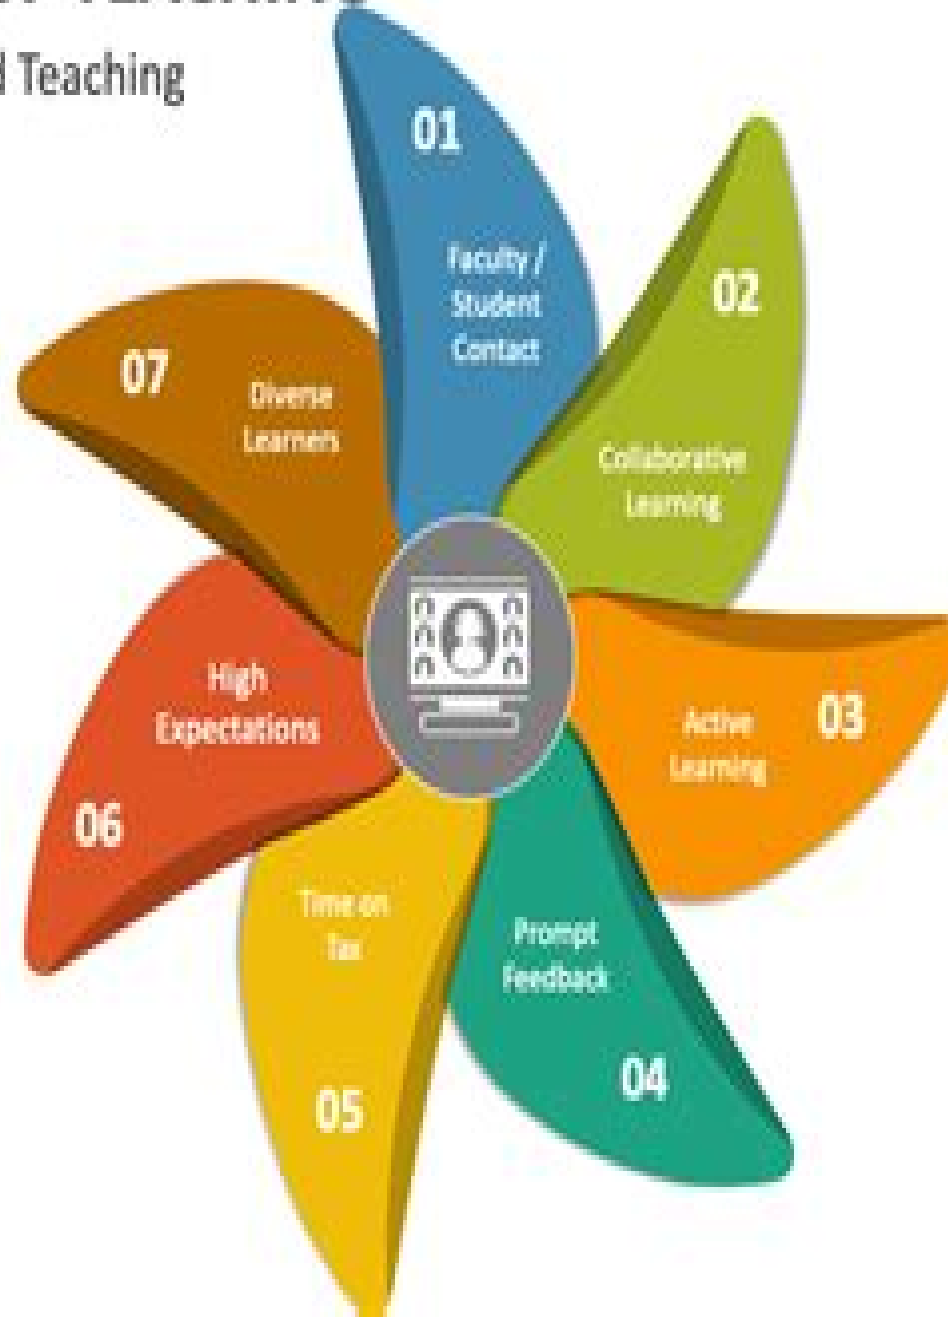 Teaching
01
Faculty /
Student
Contact
02
Collaborative
Learning
03
Active
Learning
04
Prompt
Feedback
05
Time on
Tax
06
High
Expectations
07
Diverse
Learners